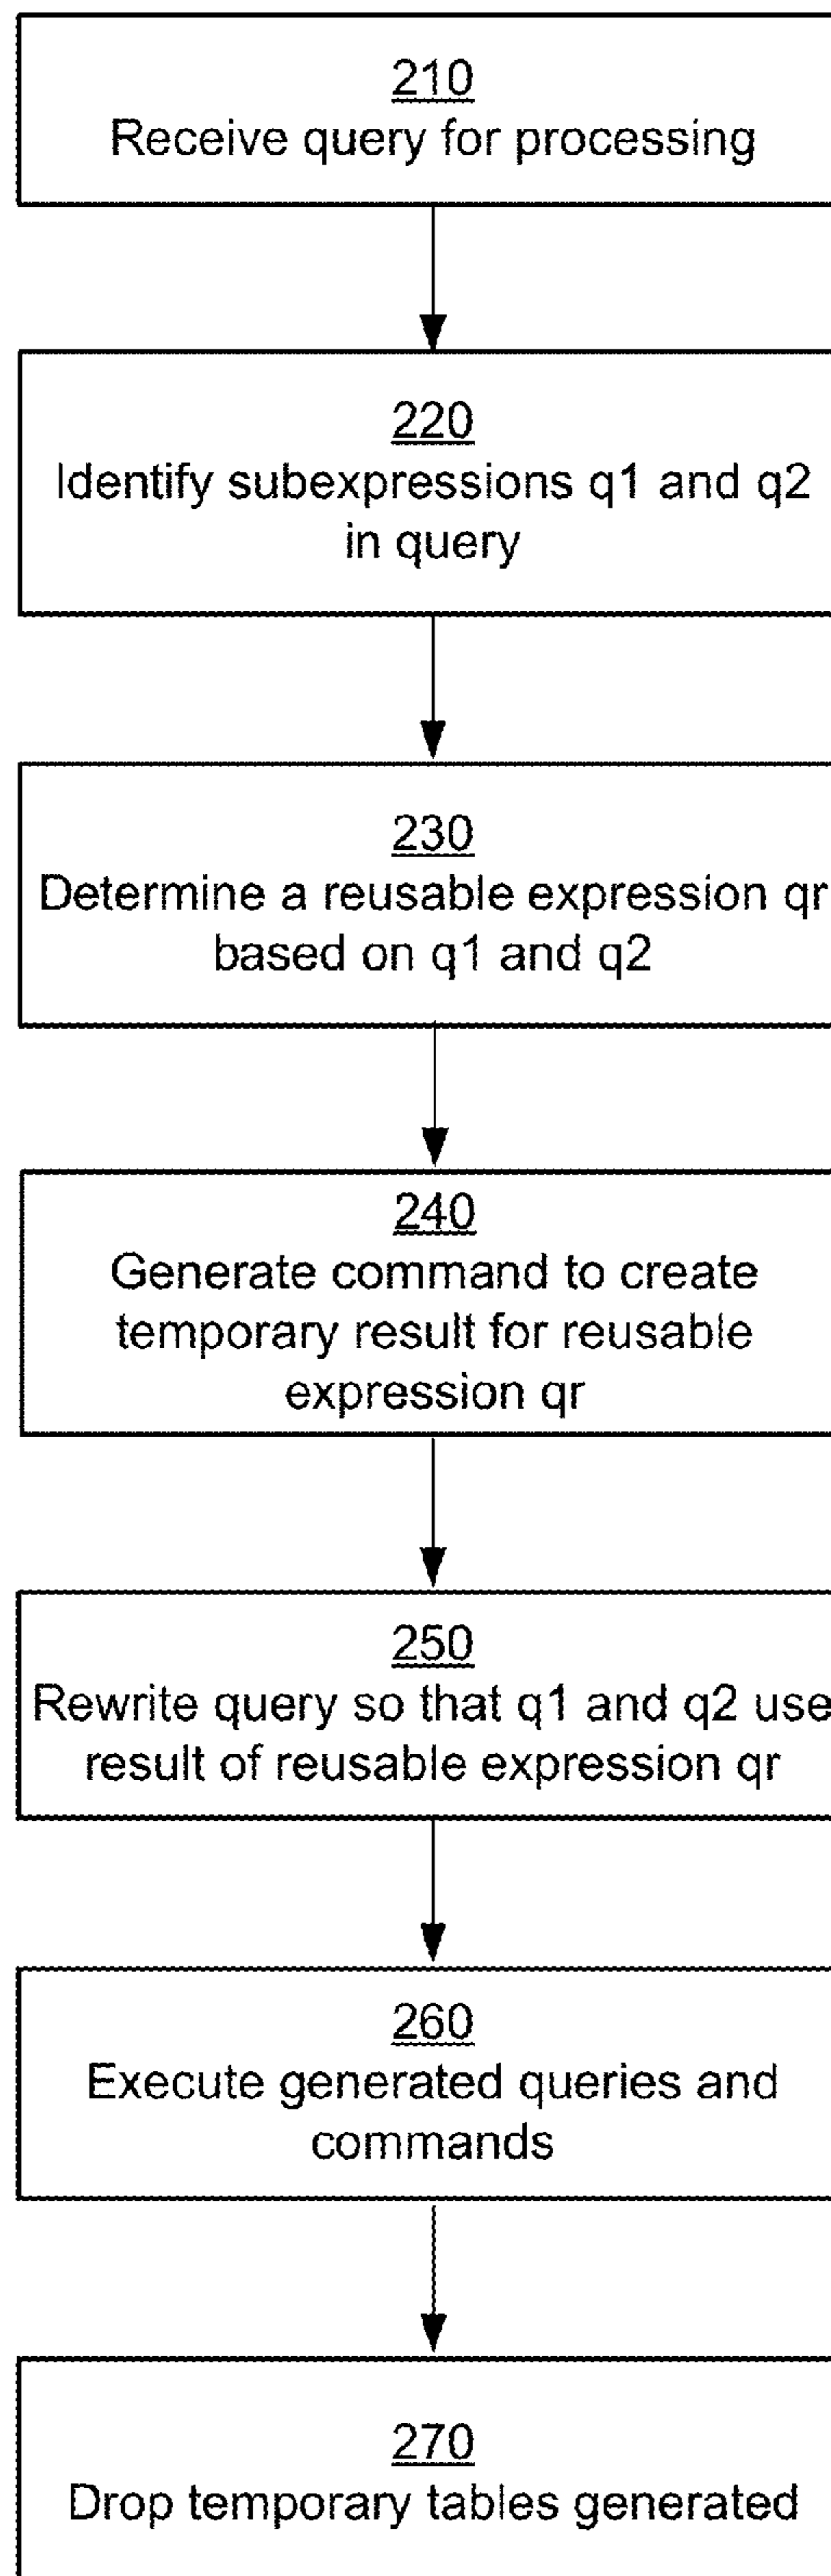 210
Receive query for processing
220
Identify subexpressions q1 and q2
in query
230
Determine a reusable expression qr
based on q1 and q2
240
Generate command to create
temporary result for reusable
expression qr
250
Rewrite query so that q1 and q2 use
result of reusable expression qr
260
Execute generated queries and
commands
270
Drop temporary tables generated